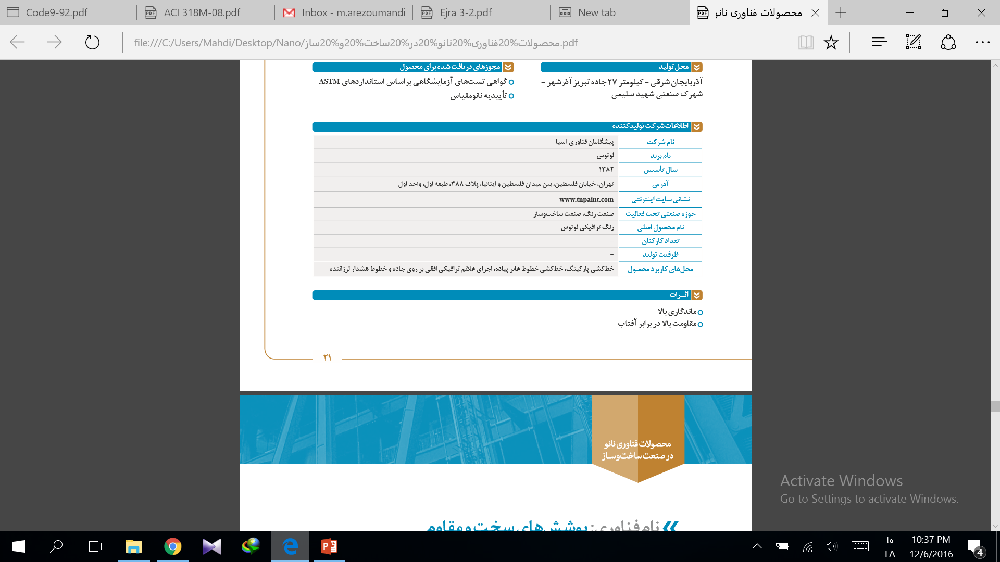 Code9-92.pdf
ACI 318M-08.pdf
Inbox - m.arezoumandi
Ejra 3-2.pdf
New tab
محصولات فناوری نانو
file:///C:/Users/Mahdi/Desktop/Nano/محصولات%20فناوری%20نانو%20در%20ساخت%20و%20ساز.pdf
محل تولید
آذربایجان شرقی - کیلومتر ۲۷ جاده تبریز آذرشهر -
شهرک صنعتی شهید سلیمی
مجوزهای دریافت شده برای محصول
گواهی تست‌های آزمایشگاهی براساس استانداردهای ASTM
تأییدیه نانومقیاس
اطلاعات شرکت تولیدکننده
نام شرکت پیشگامان فناوری آسیا
نام برند لوتوس
سال تأسیس ۱۳۸۲
آدرس تهران، خیابان فلسطین، بین میدان فلسطین و ایتالیا، پلاک ۳۸۸، طبقه اول، واحد اول
نشانی سایت اینترنتی www.tnpaint.com
حوزه صنعتی تحت فعالیت صنعت رنگ، صنعت ساخت‌وساز
نام محصول اصلی رنگ ترافیکی لوتوس
تعداد کارکنان -
ظرفیت تولید -
محل‌های کاربرد محصول خط‌کشی پارکینگ، خط‌کشی خطوط عابر پیاده، اجرای علائم ترافیکی افقی بر روی جاده و خطوط هشدار لرزاننده
اثــرات
ماندگاری بالا
مقاومت بالا در برابر آفتاب
۲۱
محصولات فناوری نانو
در صنعت ساخت‌وســاز
نام فناوری: پوشش‌های سخت و مقاوم
Activate Windows
Go to Settings to activate Windows.
فا
FA
10:37 PM
12/6/2016
4